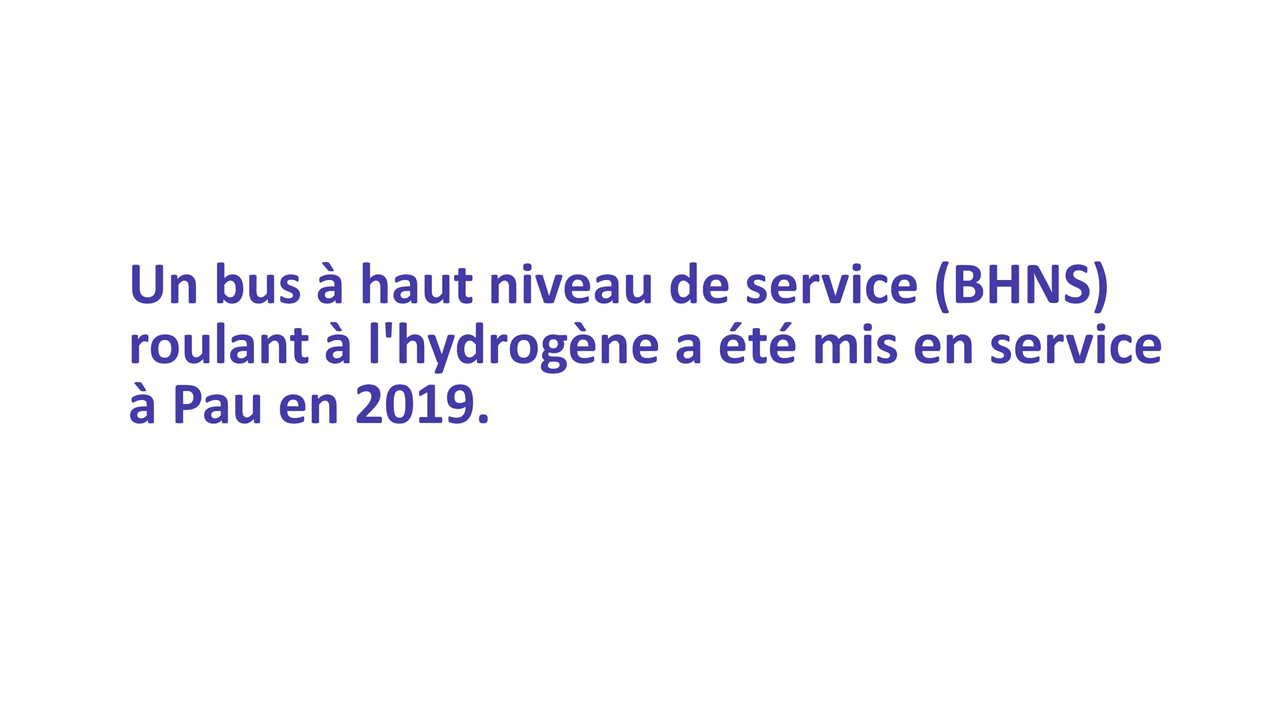 Un bus à haut niveau de service (BHNS)
roulant à l'hydrogène a été mis en service
à Pau en 2019.